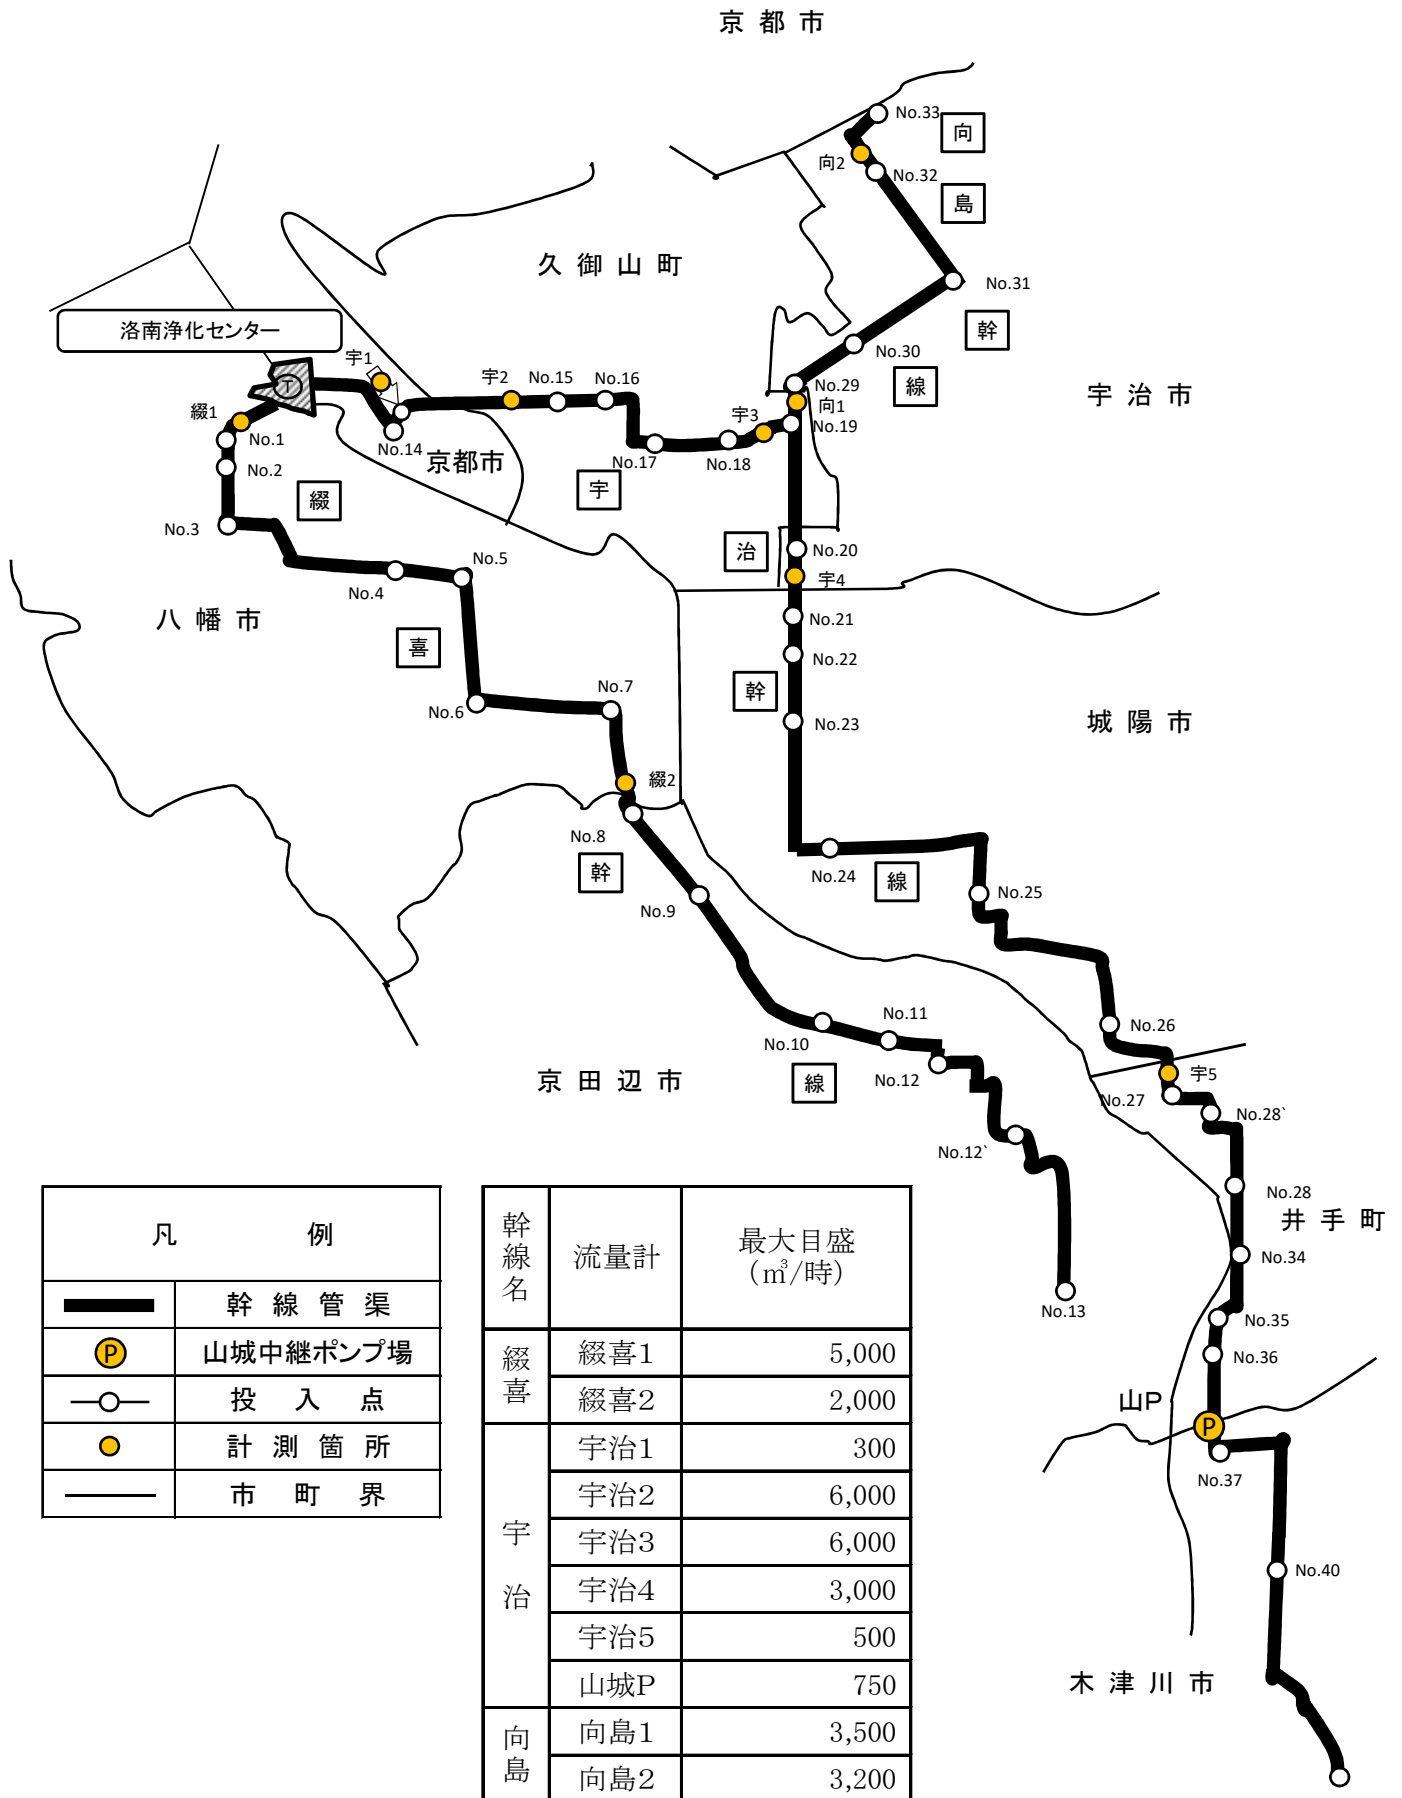 京都市
No.33
向
向2
No.32
島
久御山町
No.31
洛南浄化センター
幹
宇1
No.30
T
宇2
No.15
No.16
No.29
線
宇治市
綴1
向1
No.1
No.14
宇3
No.19
京都市
No.17
No.18
No.2
綴
宇
No.3
治
No.20
No.5
宇4
No.4
八幡市
No.21
喜
No.22
No.7
幹
No.6
No.23
城陽市
綴2
No.8
幹
No.24
線
No.25
No.9
No.11
No.26
No.10
京田辺市
線
No.12
宇5
No.27
No.28`
No.12`
No.28
井手町
No.34
No.13
No.35
No.36
山P
P
No.37
No.40
木津川市
凡例
幹線管渠
P 山城中継ポンプ場
投入点
計測箇所
市町界
幹線名 流量計 最大目盛
(㎥/時)
綴喜 綴喜1 5,000
綴喜2 2,000
宇治 宇治1 300
宇治2 6,000
宇治3 6,000
宇治4 3,000
宇治5 500
山城P 750
向島 向島1 3,500
向島2 3,200